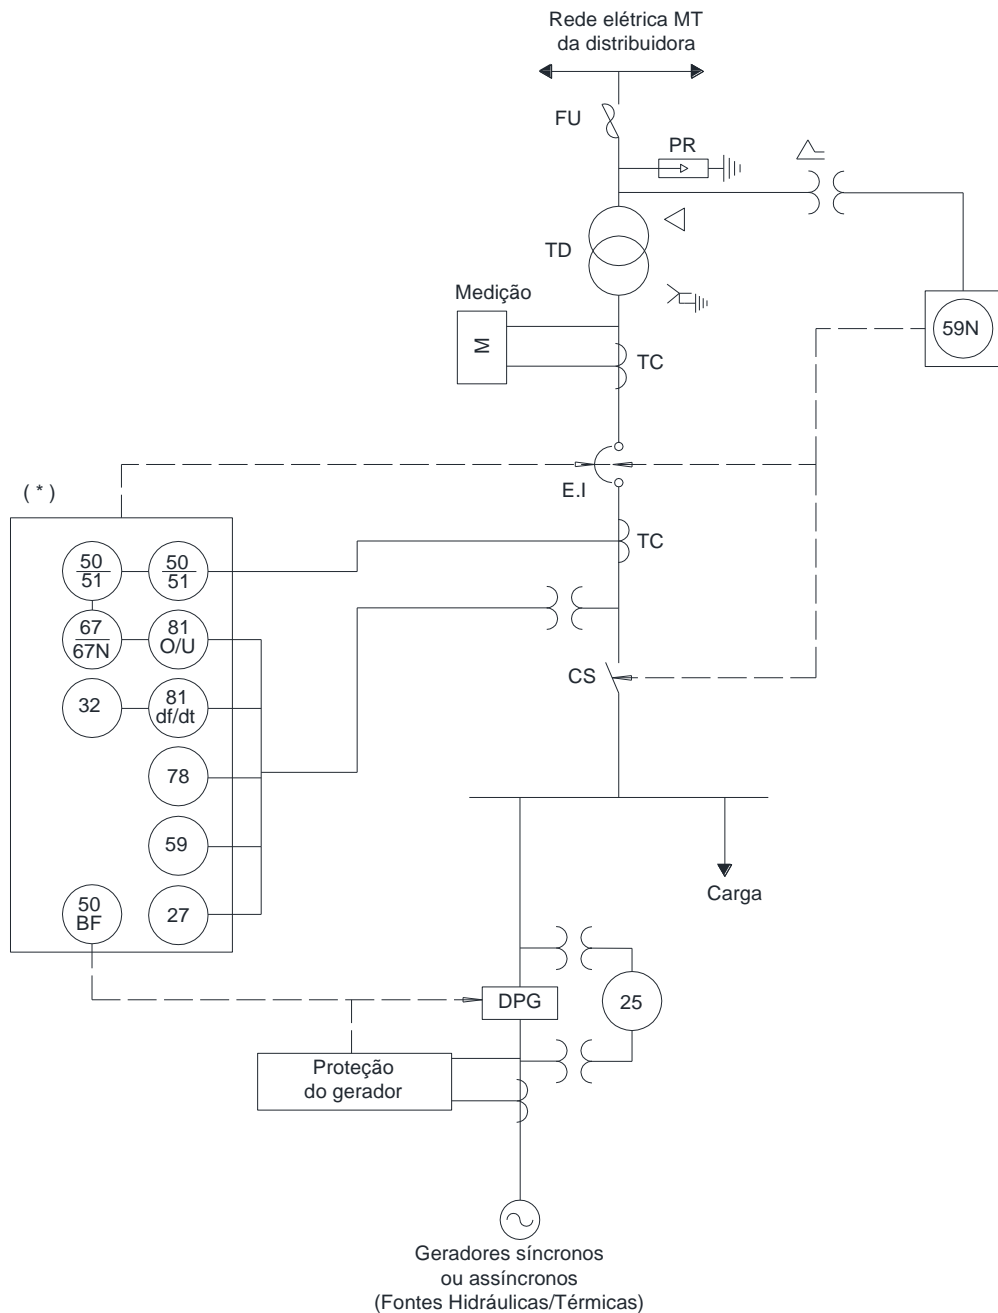 Rede elétrica MT
da distribuidora
FU
PR
TD
Medição
M
TC
59N
E.I
( * )
TC
50
51
50
51
67
67N
81
O/U
CS
32
81
df/dt
78
59
50
BF
27
Carga
DPG
25
Proteção
do gerador
Geradores síncronos
ou assíncronos
(Fontes Hidráulicas/Térmicas)